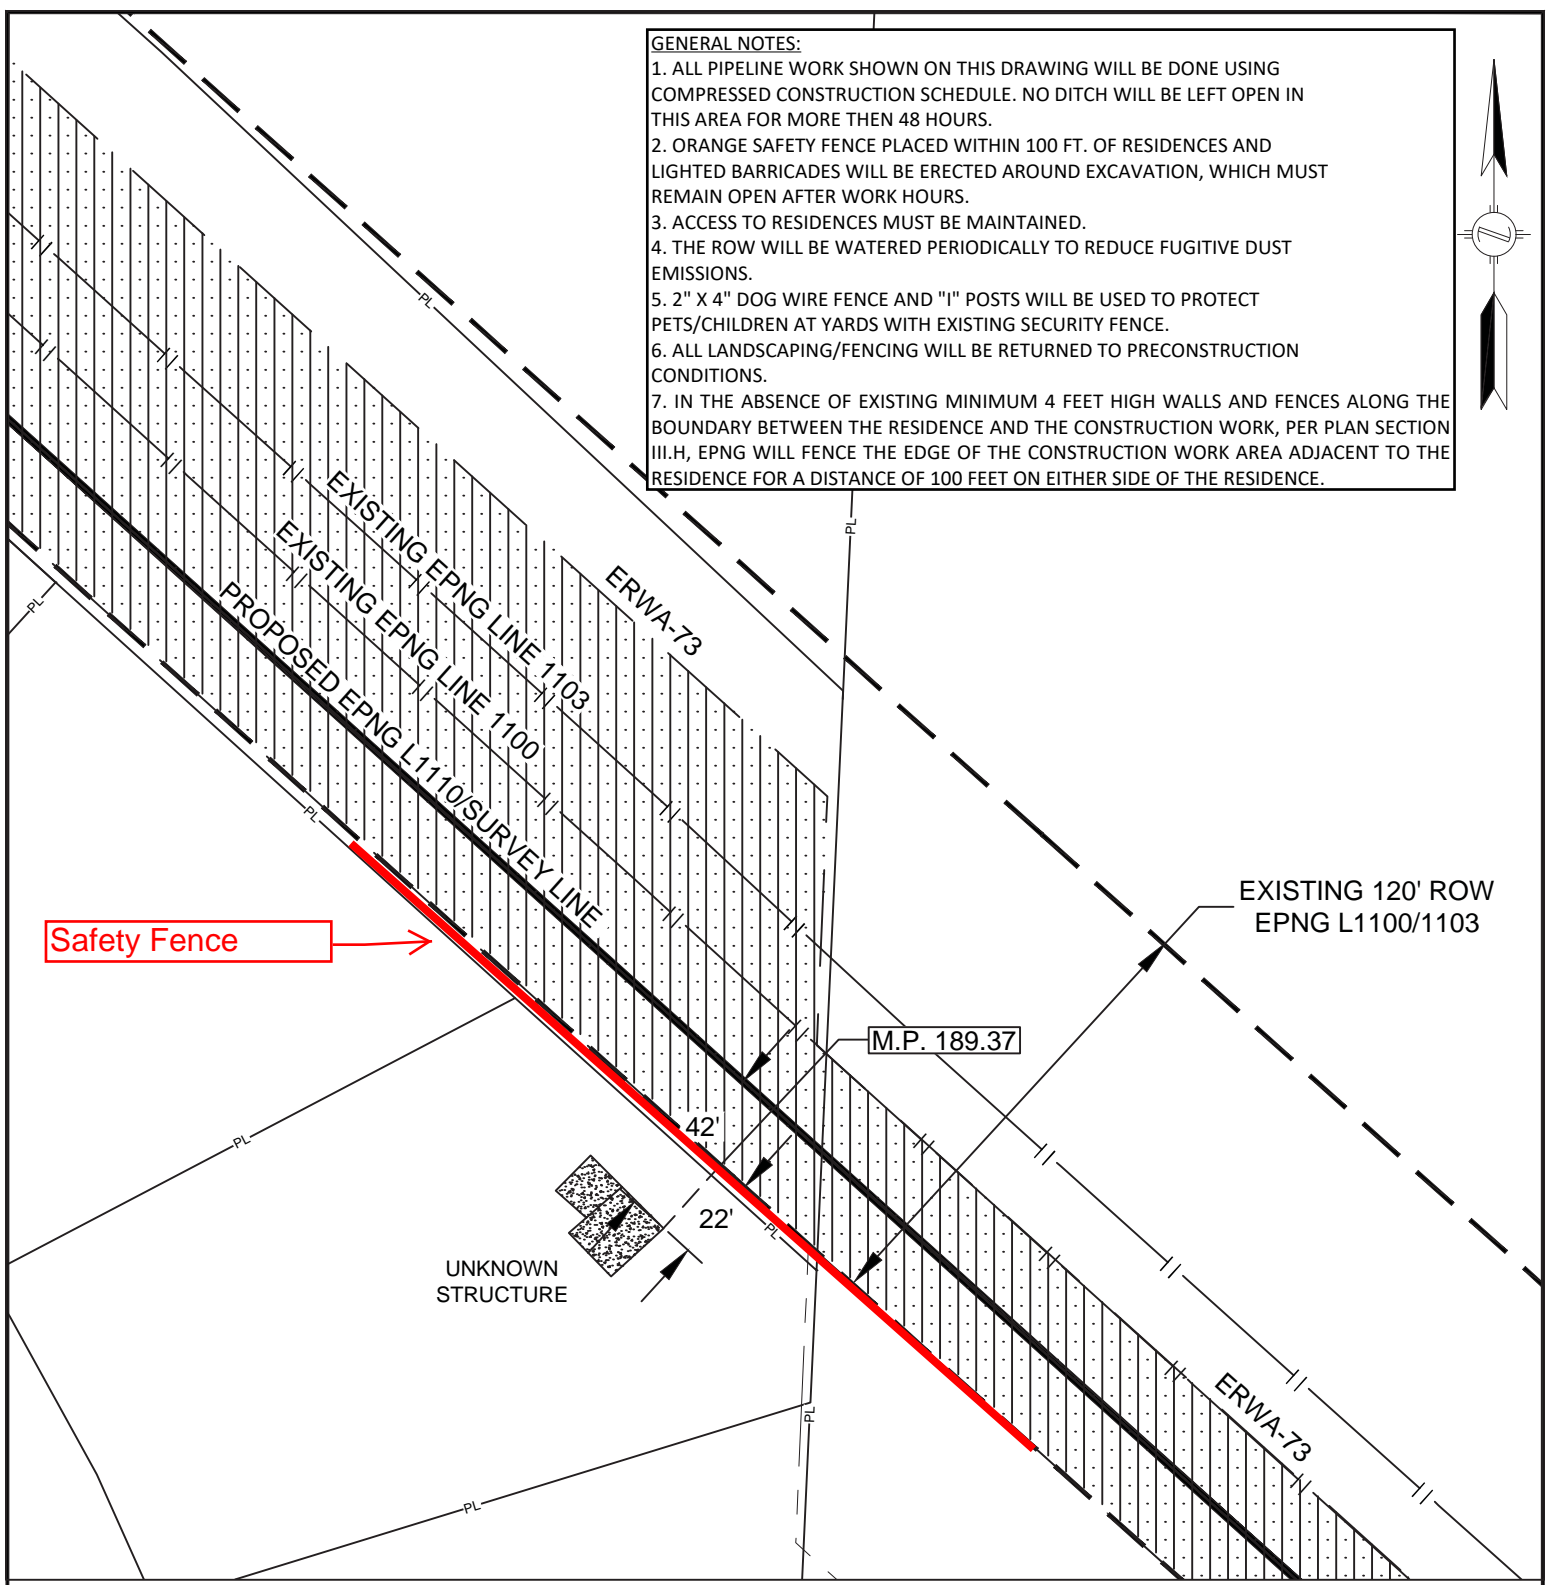 GENERAL NOTES:
1. ALL PIPELINE WORK SHOWN ON THIS DRAWING WILL BE DONE USING
COMPRESSED CONSTRUCTION SCHEDULE. NO DITCH WILL BE LEFT OPEN IN
THIS AREA FOR MORE THEN 48 HOURS.
2. ORANGE SAFETY FENCE PLACED WITHIN 100 FT. OF RESIDENCES AND
LIGHTED BARRICADES WILL BE ERECTED AROUND EXCAVATION, WHICH MUST
REMAIN OPEN AFTER WORK HOURS.
3. ACCESS TO RESIDENCES MUST BE MAINTAINED.
4. THE ROW WILL BE WATERED PERIODICALLY TO REDUCE FUGITIVE DUST
EMISSIONS.
5. 2" X 4" DOG WIRE FENCE AND "I" POSTS WILL BE USED TO PROTECT
PETS/CHILDREN AT YARDS WITH EXISTING SECURITY FENCE.
6. ALL LANDSCAPING/FENCING WILL BE RETURNED TO PRECONSTRUCTION
CONDITIONS.
7. IN THE ABSENCE OF EXISTING MINIMUM 4 FEET HIGH WALLS AND FENCES ALONG THE
BOUNDARY BETWEEN THE RESIDENCE AND THE CONSTRUCTION WORK, PER PLAN SECTION
III.H, EPNG WILL FENCE THE EDGE OF THE CONSTRUCTION WORK AREA ADJACENT TO THE
RESIDENCE FOR A DISTANCE OF 100 FEET ON EITHER SIDE OF THE RESIDENCE.
N
PL
PL
EXISTING EPNG LINE 1103
EXISTING EPNG LINE 1100
PROPOSED EPNG L1110/SURVEY LINE
ERWA-73
PL
PL
EXISTING 120' ROW
EPNG L1100/1103
Safety Fence
M.P. 189.37
42'
PL
22'
PL
UNKNOWN
STRUCTURE
ERWA-73
PL
PL